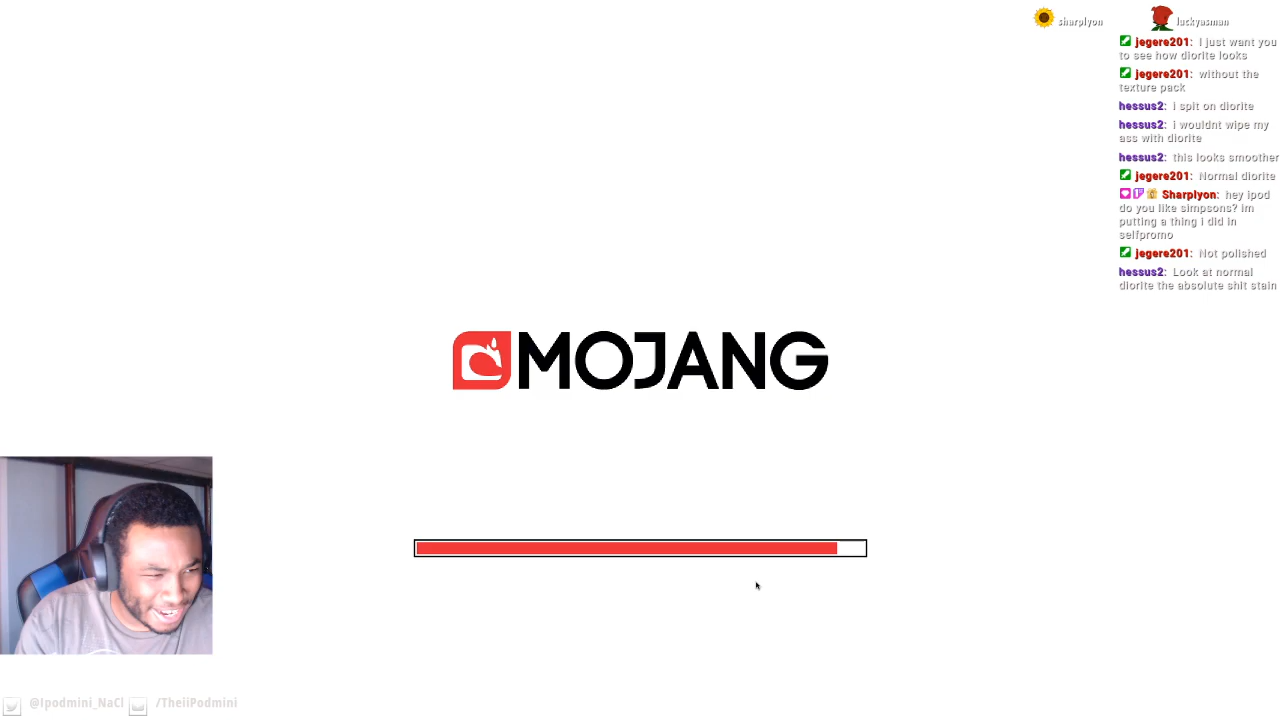 sharplyon
luckyasman
jegere201: I just want you
to see how diorite looks
jegere201: without the
texture pack
hessus2: i spit on diorite
hessus2: i wouldnt wipe my
ass with diorite
hessus2: this looks smoother
jegere201: Normal diorite
Sharplyon: hey ipod
do you like simpsons? im
putting a thing i did in
selfpromo
jegere201: Not polished
hessus2: Look at normal
diorite the absolute shit stain
MOJANG
@Ipodmini_NaCl
/TheiiPodmini